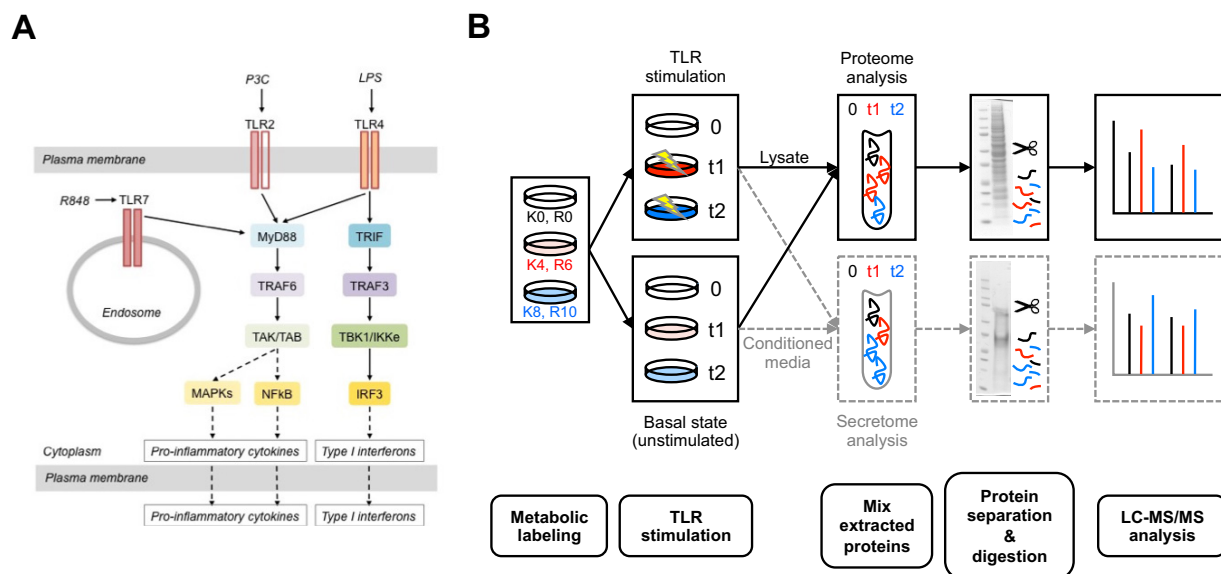 A
P3C
LPS
TLR2
TLR4
Plasma membrane
R848
TLR7
MyD88
TRIF
TRAF6
TRAF3
Endosome
TAK/TAB
TBK1/IKKe
MAPKs
NFkB
IRF3
Cytoplasm
Pro-inflammatory cytokines
Type I interferons
Plasma membrane
Pro-inflammatory cytokines
Type I interferons
B
TLR
stimulation
Proteome
analysis
0
t1
t2
Lysate
0 t1 t2
K0, R0
K4, R6
K8, R10
0
t1
t2
Conditioned
media
0 t1 t2
Basal state
(unstimulated)
Secretome
analysis
Metabolic
labeling
TLR
stimulation
Mix
extracted
proteins
Protein
separation
&
digestion
LC-MS/MS
analysis